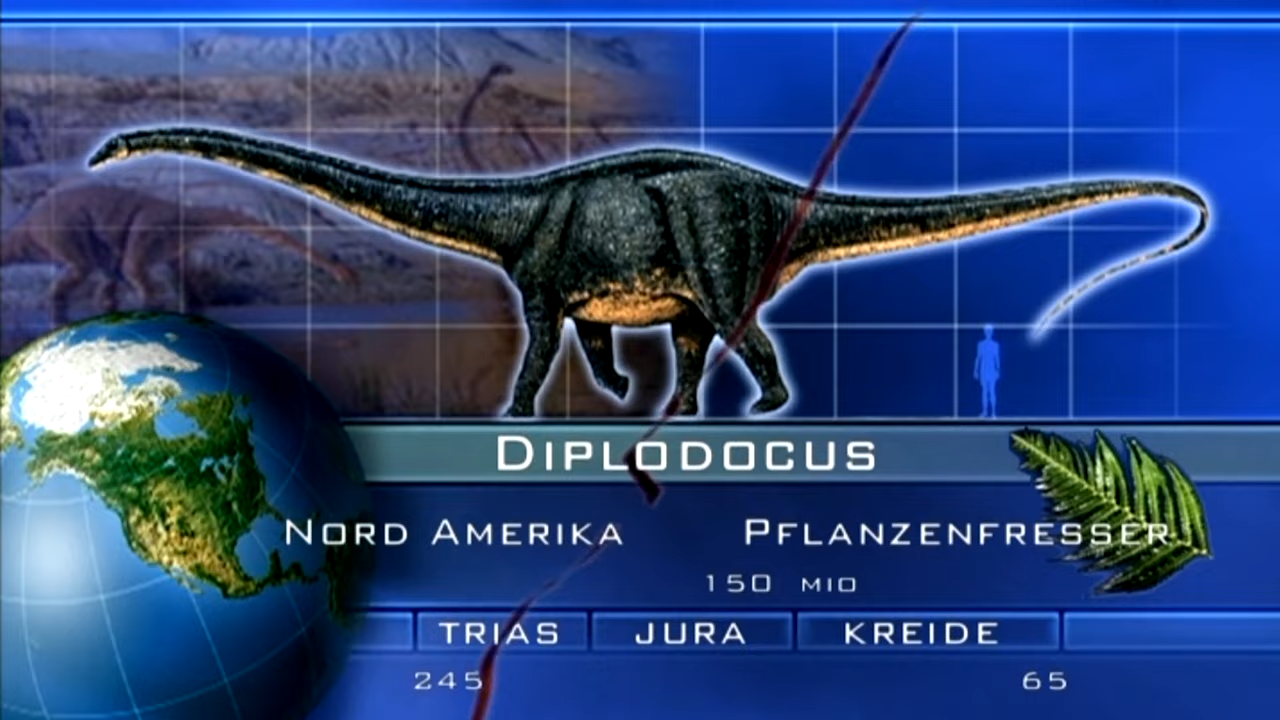 DIPLODOCUS
NORD AMERIKA PFLANZENFRESSER
150 MIO
TRIAS JURA KREIDE
245 65